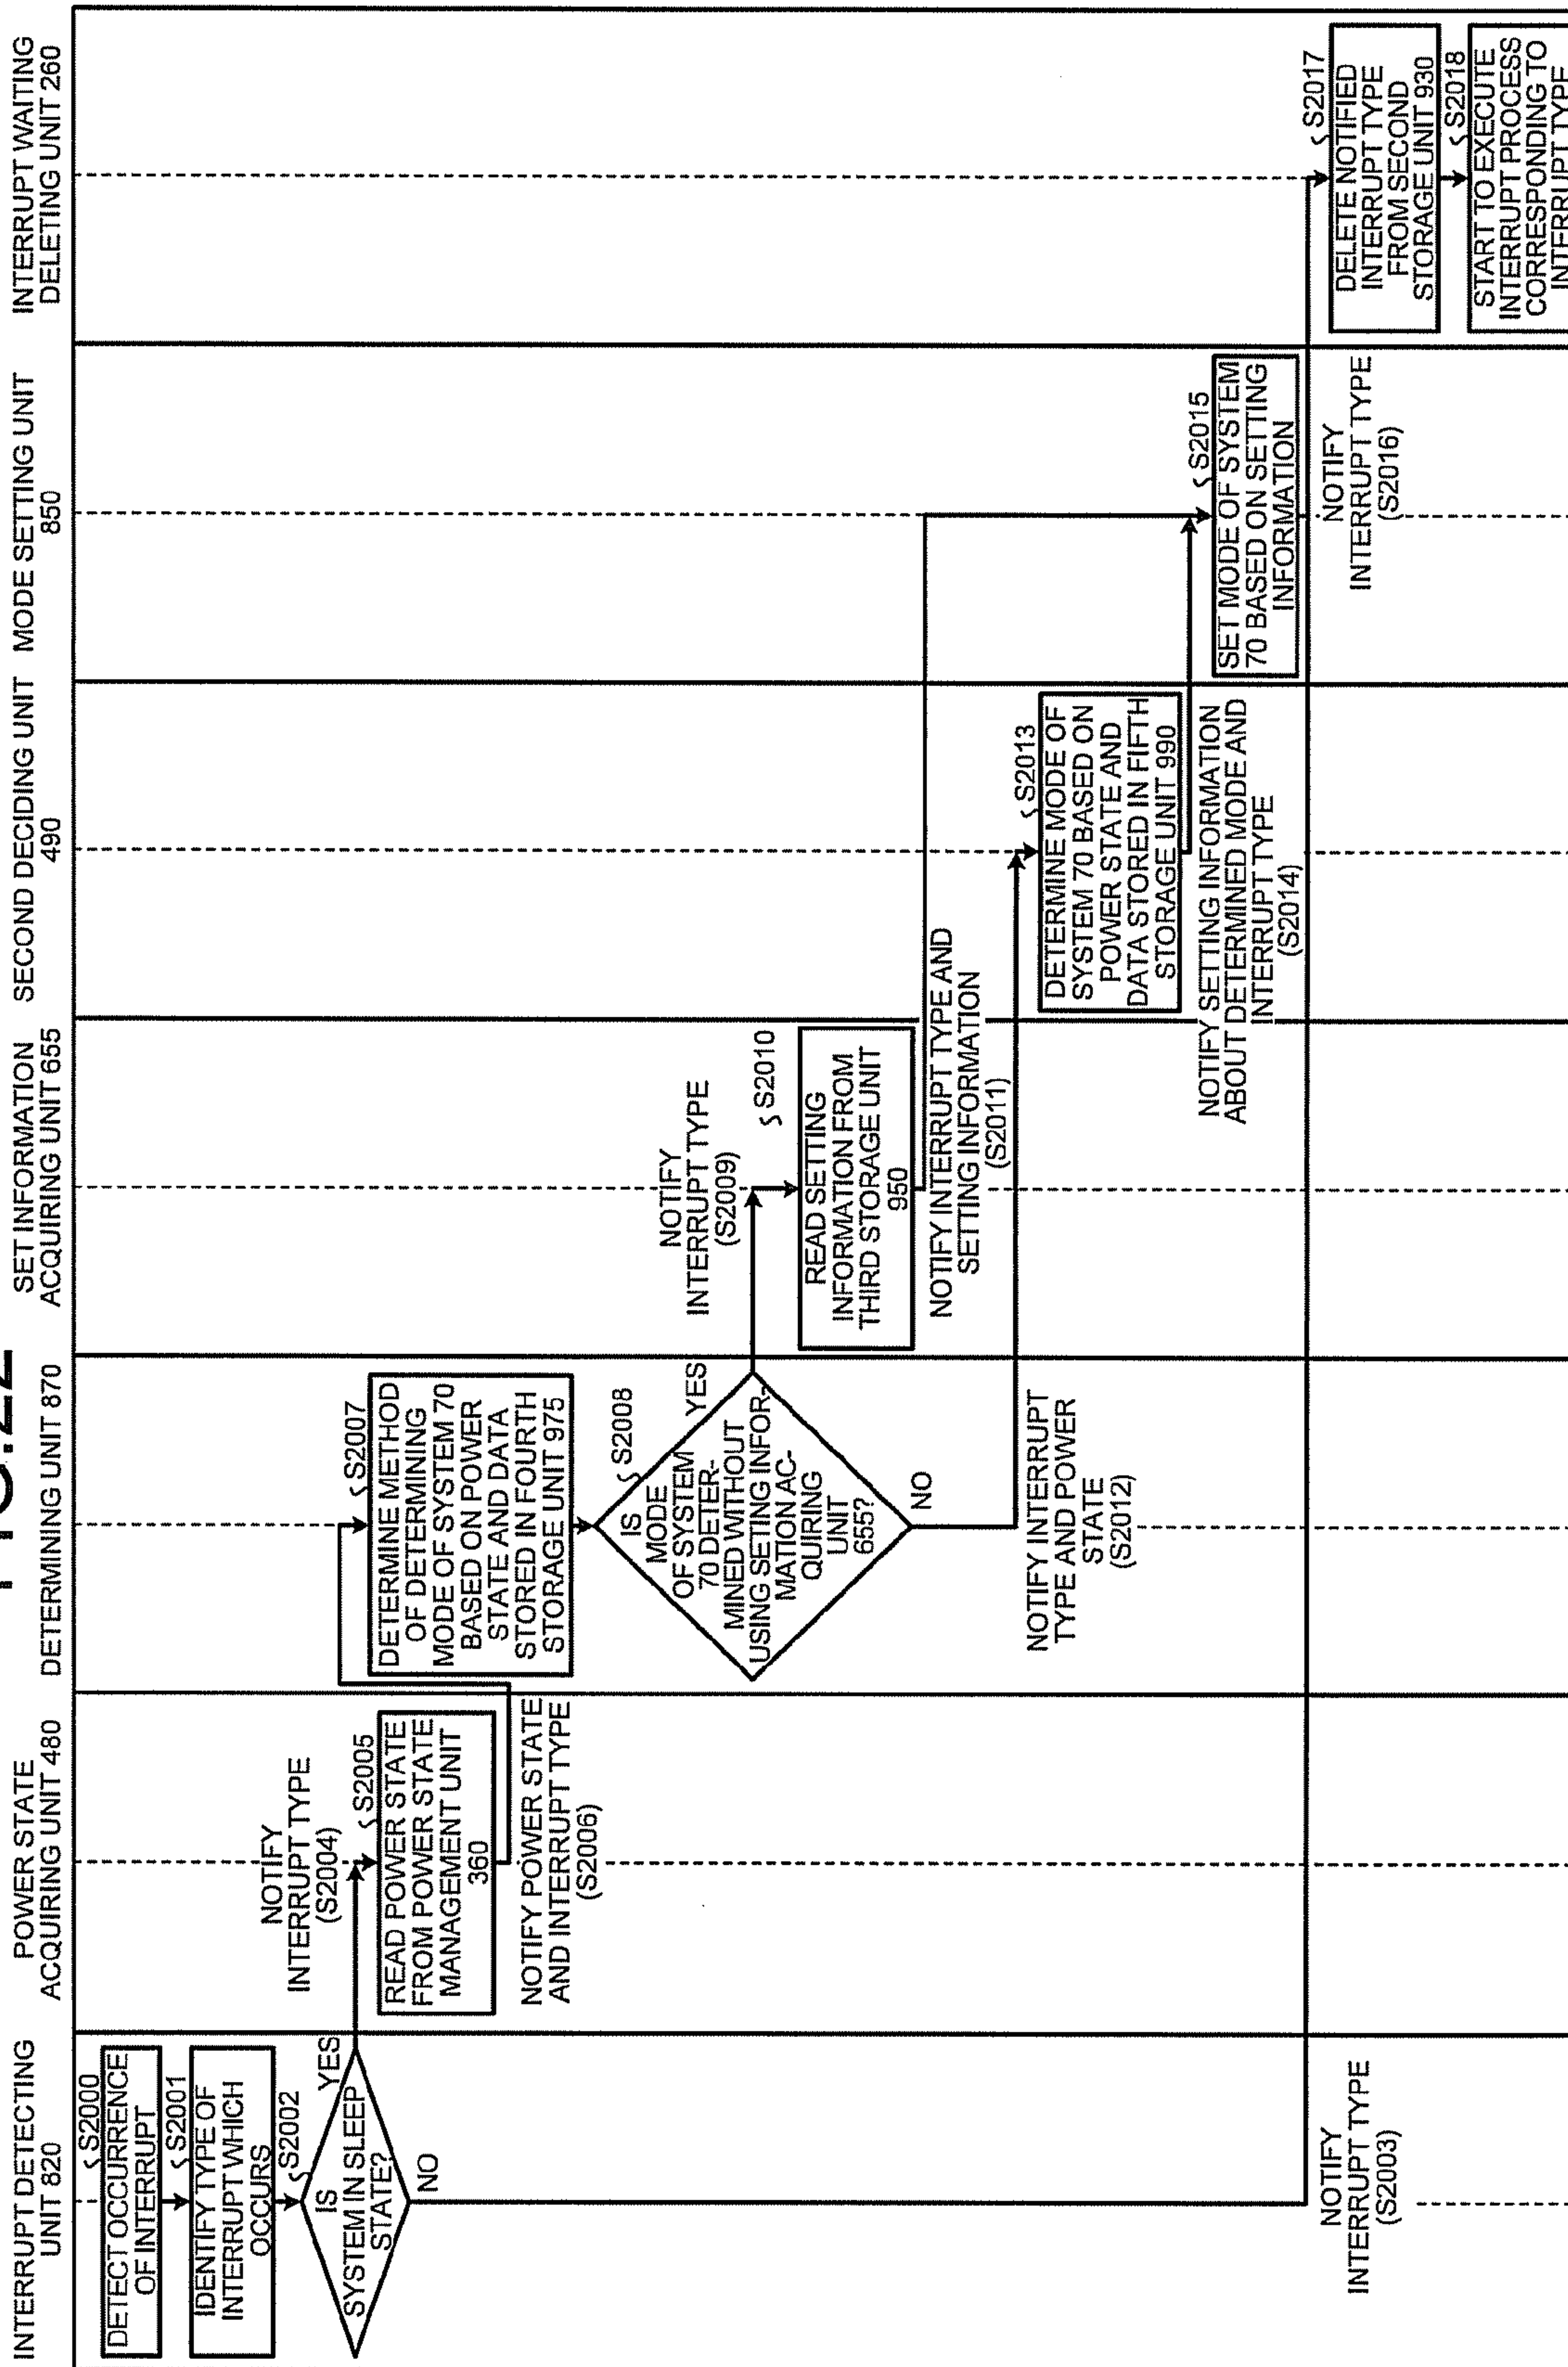 FIG.22
INTERRUPT DETECTING
UNIT 820
POWER STATE
ACQUIRING UNIT 480
DETERMINING UNIT 870
SET INFORMATION
ACQUIRING UNIT 655
SECOND DECIDING UNIT
490
MODE SETTING UNIT
850
INTERRUPT WAITING
DELETING UNIT 260
S2000
DETECT OCCURRENCE
OF INTERRUPT
S2001
IDENTIFY TYPE OF
INTERRUPT WHICH
OCCURS
S2002
IS
SYSTEM IN SLEEP
STATE?
YES
NO
NOTIFY
INTERRUPT TYPE
(S2003)
NOTIFY
INTERRUPT TYPE
(S2004)
S2005
READ POWER STATE
FROM POWER STATE
MANAGEMENT UNIT
360
NOTIFY POWER STATE
AND INTERRUPT TYPE
(S2006)
S2007
DETERMINE METHOD
OF DETERMINING
MODE OF SYSTEM 70
BASED ON POWER
STATE AND DATA
STORED IN FOURTH
STORAGE UNIT 975
S2008
IS
MODE
OF SYSTEM
70 DETER-
MINED WITHOUT
USING SETING INFOR-
MATION AC-
QUIRING
UNIT
655?
YES
NO
NOTIFY INTERRUPT
TYPE AND POWER
STATE
(S2012)
NOTIFY
INTERRUPT TYPE
(S2009)
S2010
READ SETTING
INFORMATION FROM
THIRD STORAGE UNIT
950
NOTIFY INTERRUPT TYPE AND
SETTING INFORMATION
(S2011)
S2013
DETERMINE MODE OF
SYSTEM 70 BASED ON
POWER STATE AND
DATA STORED IN FIFTH
STORAGE UNIT 990
NOTIFY SETTING INFORMATION
ABOUT DETERMINED MODE AND
INTERRUPT TYPE
(S2014)
S2015
SET MODE OF SYSTEM
70 BASED ON SETTING
INFORMATION
NOTIFY
INTERRUPT TYPE
(S2016)
S2017
DELETE NOTIFIED
INTERRUPT TYPE
FROM SECOND
STORAGE UNIT 930
S2018
START TO EXECUTE
INTERRUPT PROCESS
CORRESPONDING TO
INTERRUPT TYPE